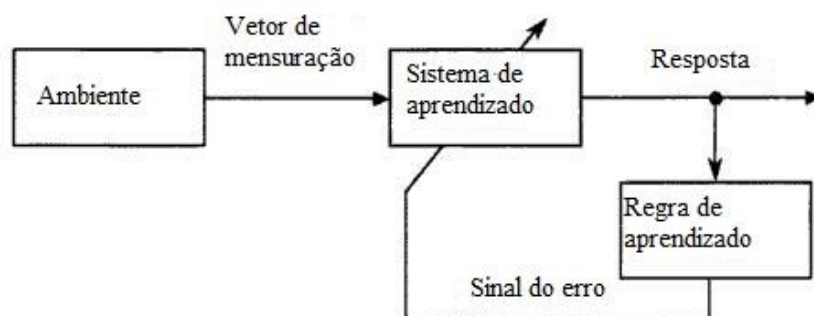 Vetor de
mensuração
Ambiente
Sistema de
aprendizado
Resposta
Regra de
aprendizado
Sinal do erro